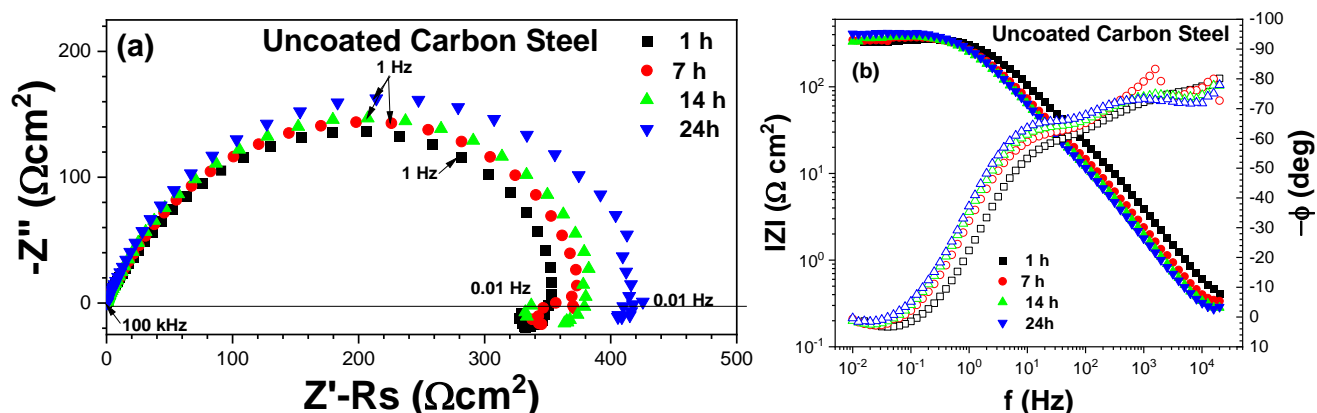 (a)
Uncoated Carbon Steel
1 h
7 h
14 h
24h
1 Hz
1 Hz
0.01 Hz
0.01 Hz
100 kHz
200
100
0
-Z'' (Ωcm²)
0 100 200 300 400 500
Z'-Rs (Ωcm²)
(b)
Uncoated Carbon Steel
1 h
7 h
14 h
24h
10²
10¹
10⁰
10⁻¹
IZI (Ω cm²)
10⁻² 10⁻¹ 10⁰ 10¹ 10² 10³ 10⁴
f (Hz)
-100
-90
-80
-70
-60
-50
-40
-30
-20
-10
0
10
−ϕ (deg)